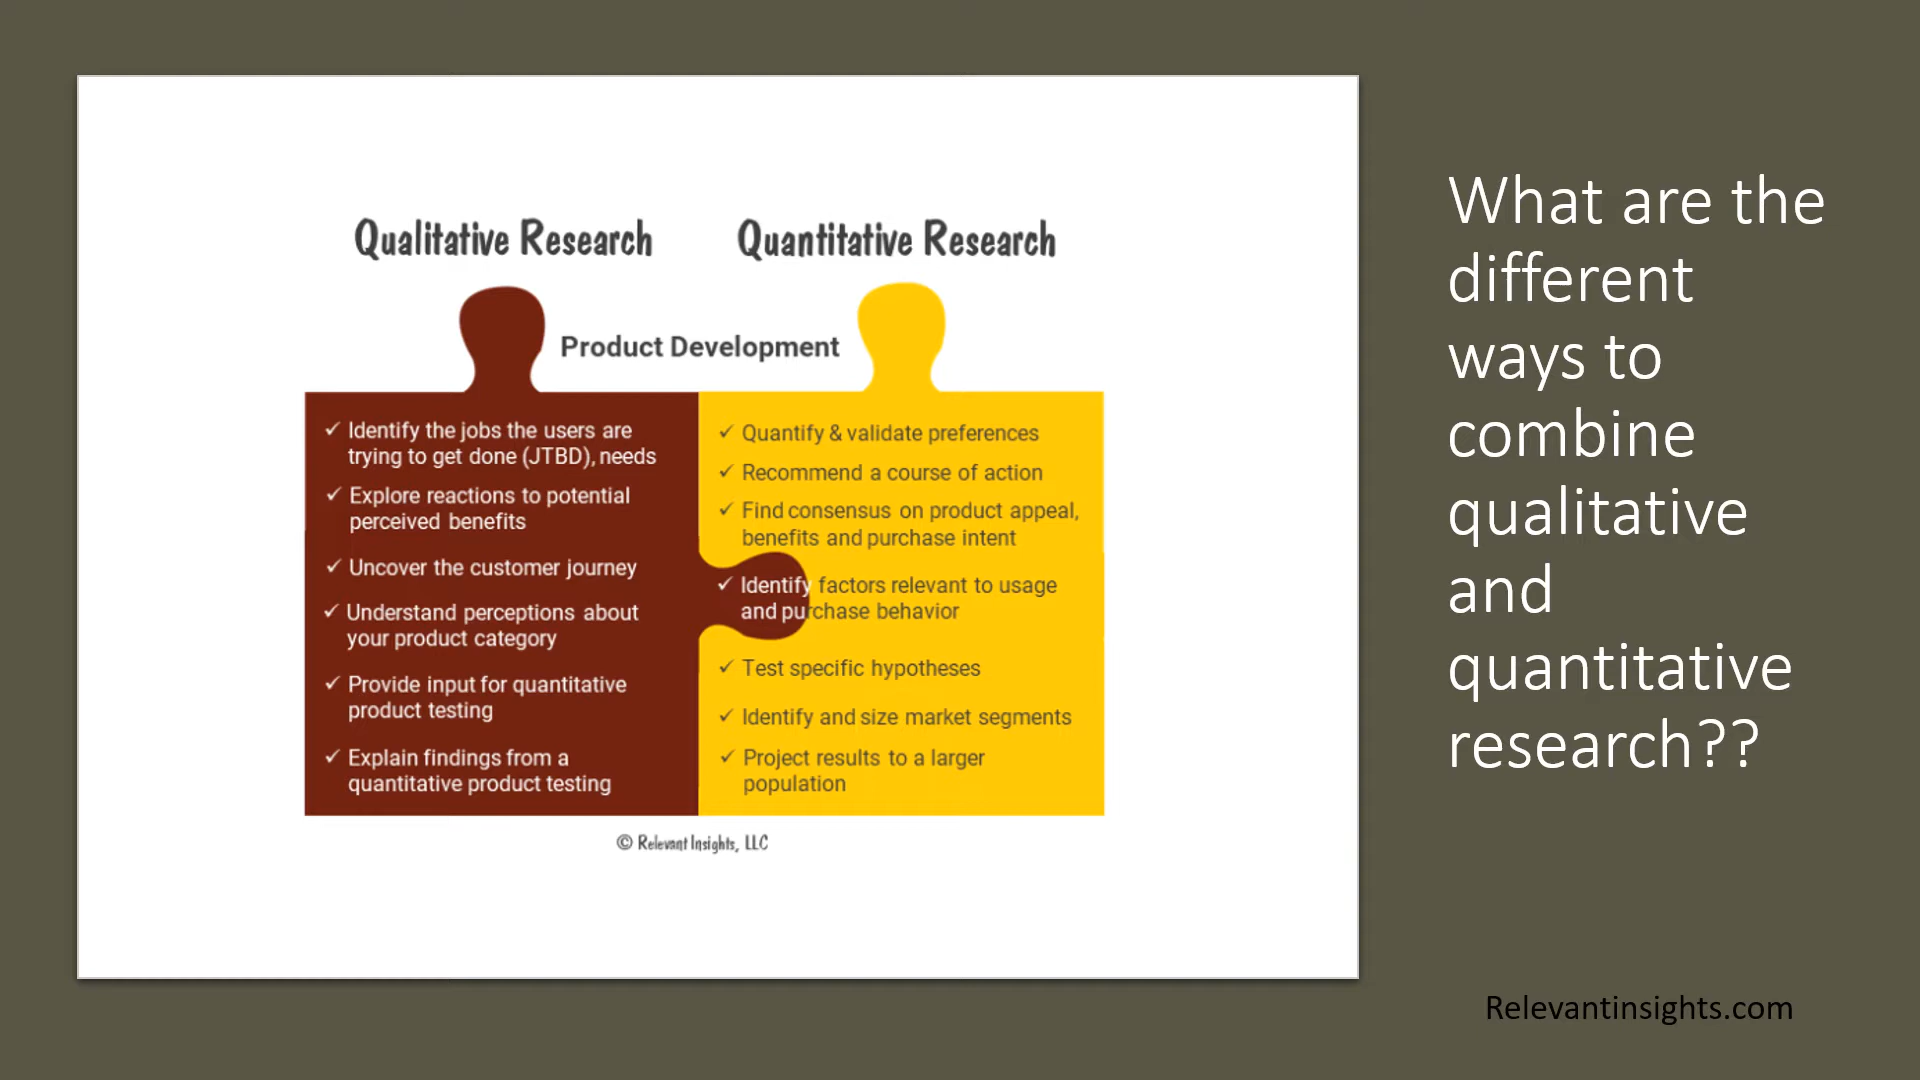 Qualitative Research
Quantitative Research
Product Development
✓ Identify the jobs the users are
trying to get done (JTBD), needs
✓ Explore reactions to potential
perceived benefits
✓ Uncover the customer journey
✓ Understand perceptions about
your product category
✓ Provide input for quantitative
product testing
✓ Explain findings from a
quantitative product testing
✓ Quantify & validate preferences
✓ Recommend a course of action
✓ Find consensus on product appeal,
benefits and purchase intent
✓ Identify factors relevant to usage
and purchase behavior
✓ Test specific hypotheses
✓ Identify and size market segments
✓ Project results to a larger
population
© Relevant Insights, LLC
What are the
different
ways to
combine
qualitative
and
quantitative
research??
Relevantinsights.com